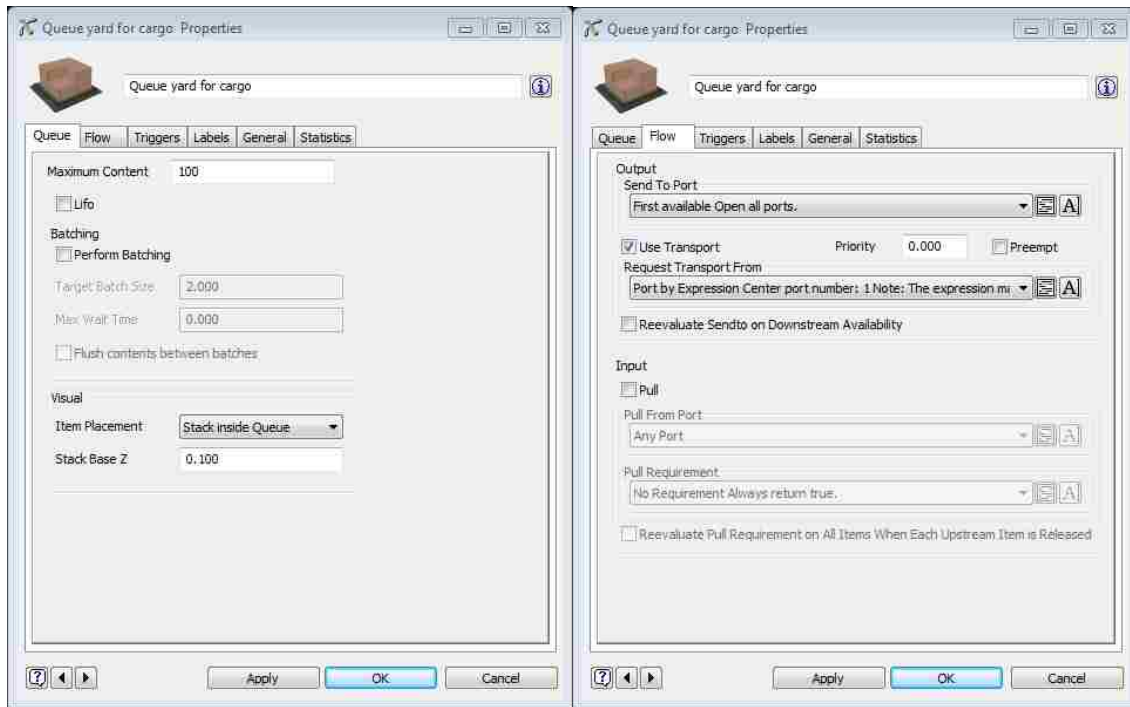 Queue yard for cargo Properties
Queue yard for cargo
Queue Flow Triggers Labels General Statistics
Maximum Content 100
Lifo
Batching
Perform Batching
Target Batch Size 2.000
Max Wait Time 0.000
Flush contents between batches
Visual
Item Placement Stack inside Queue
Stack Base Z 0.100
Apply OK Cancel
Queue yard for cargo Properties
Queue yard for cargo
Queue Flow Triggers Labels General Statistics
Output
Send To Port
First available Open all ports.
A
Use Transport Priority 0.000 Preempt
Request Transport From
Port by Expression Center port number: 1 Note: The expression mu
A
Reevaluate Sendto on Downstream Availability
Input
Pull
Pull From Port
Any Port
A
Pull Requirement
No Requirement Always return true.
A
Reevaluate Pull Requirement on All Items When Each Upstream Item is Released
Apply OK Cancel